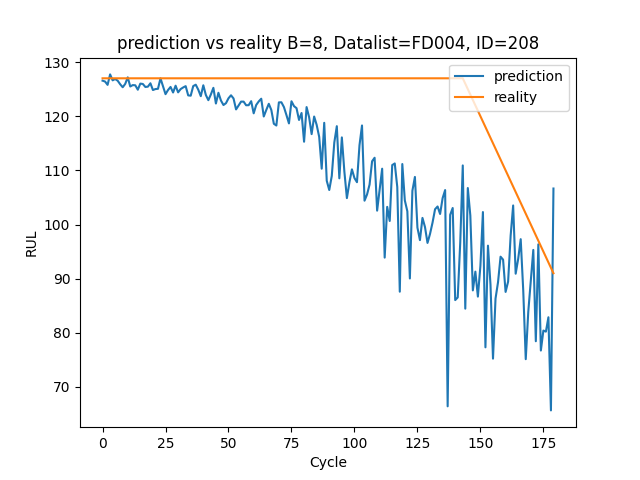 prediction vs reality B=8, Datalist=FD004, ID=208
prediction
reality
RUL
130
120
110
100
90
80
70
0 25 50 75 100 125 150 175
Cycle